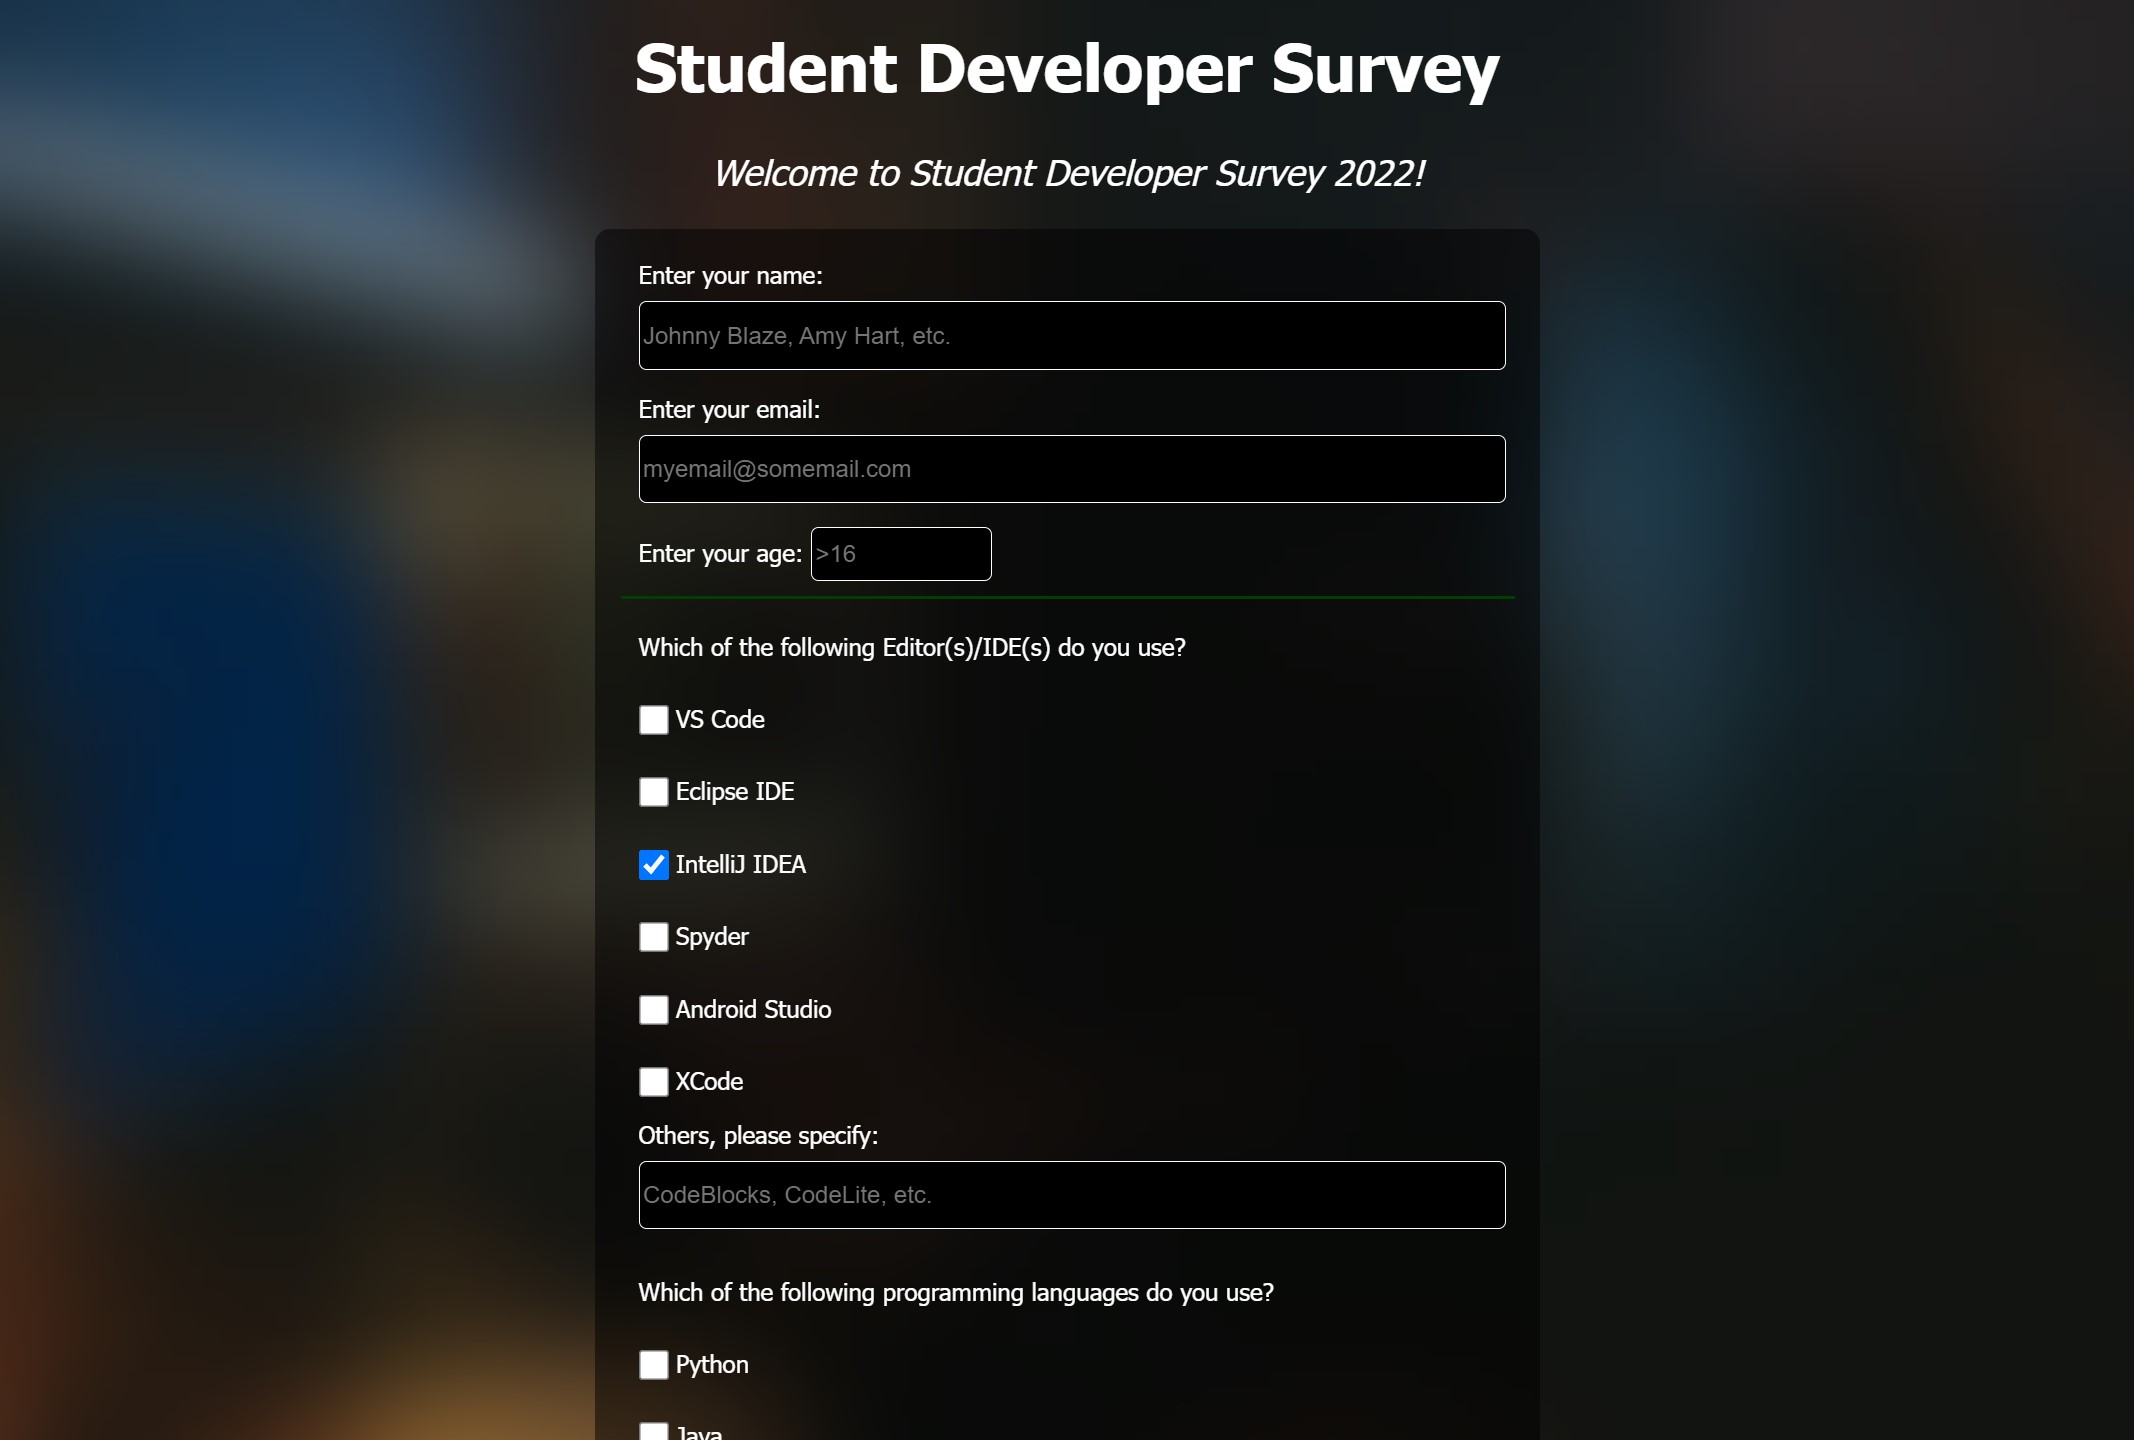 Student Developer Survey
Welcome to Student Developer Survey 2022!
Enter your name:
Johnny Blaze, Amy Hart, etc.
Enter your email:
myemail@somemail.com
Enter your age: >16
Which of the following Editor(s)/IDE(s) do you use?
VS Code
Eclipse IDE
IntelliJ IDEA
Spyder
Android Studio
XCode
Others, please specify:
CodeBlocks, CodeLite, etc.
Which of the following programming languages do you use?
Python
Java